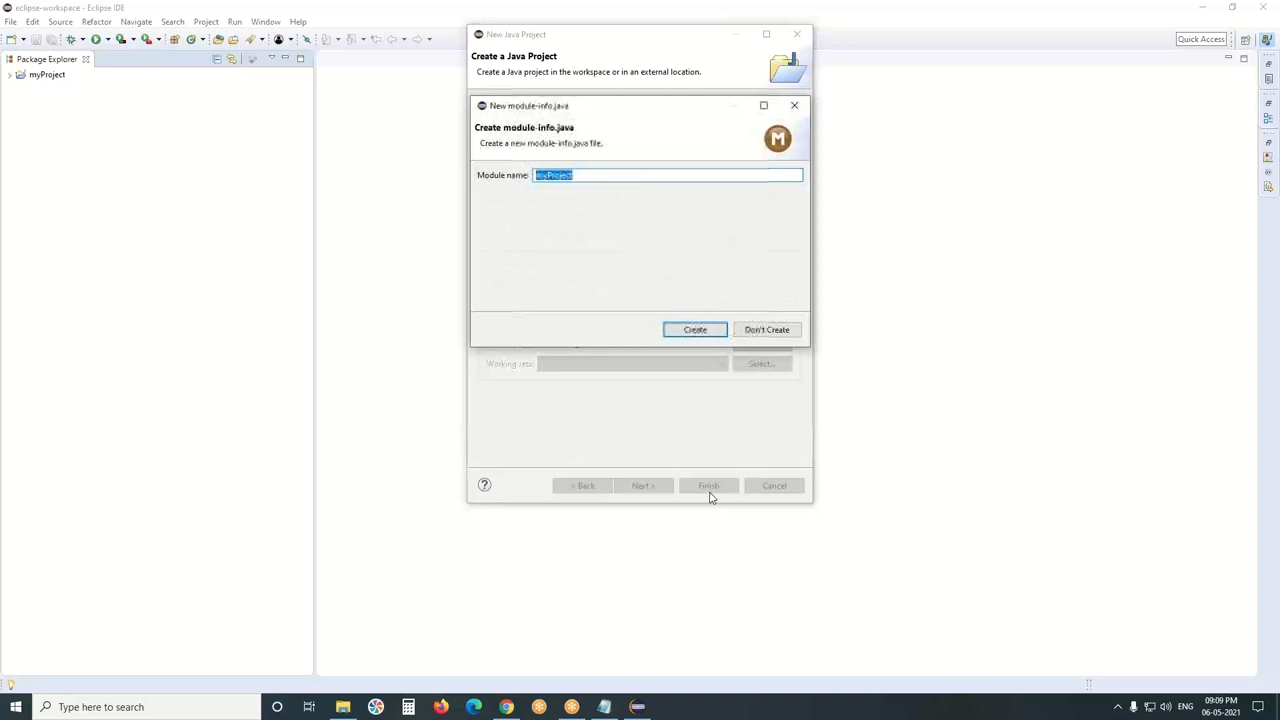 eclipse-workspace - Eclipse IDE
File Edit Source Refactor Navigate Search Project Run Window Help
Quick Access
Package Explorer
myProject
New Java Project
Create a Java Project
Create a Java project in the workspace or in an external location.
New module-info.java
Create module-info.java
Create a new module-info.java file.
M
Module name: myProject
Create Don't Create
Working sets: Select...
? < Back Next > Finish Cancel
Type here to search
ENG
09:09 PM
06-05-2021